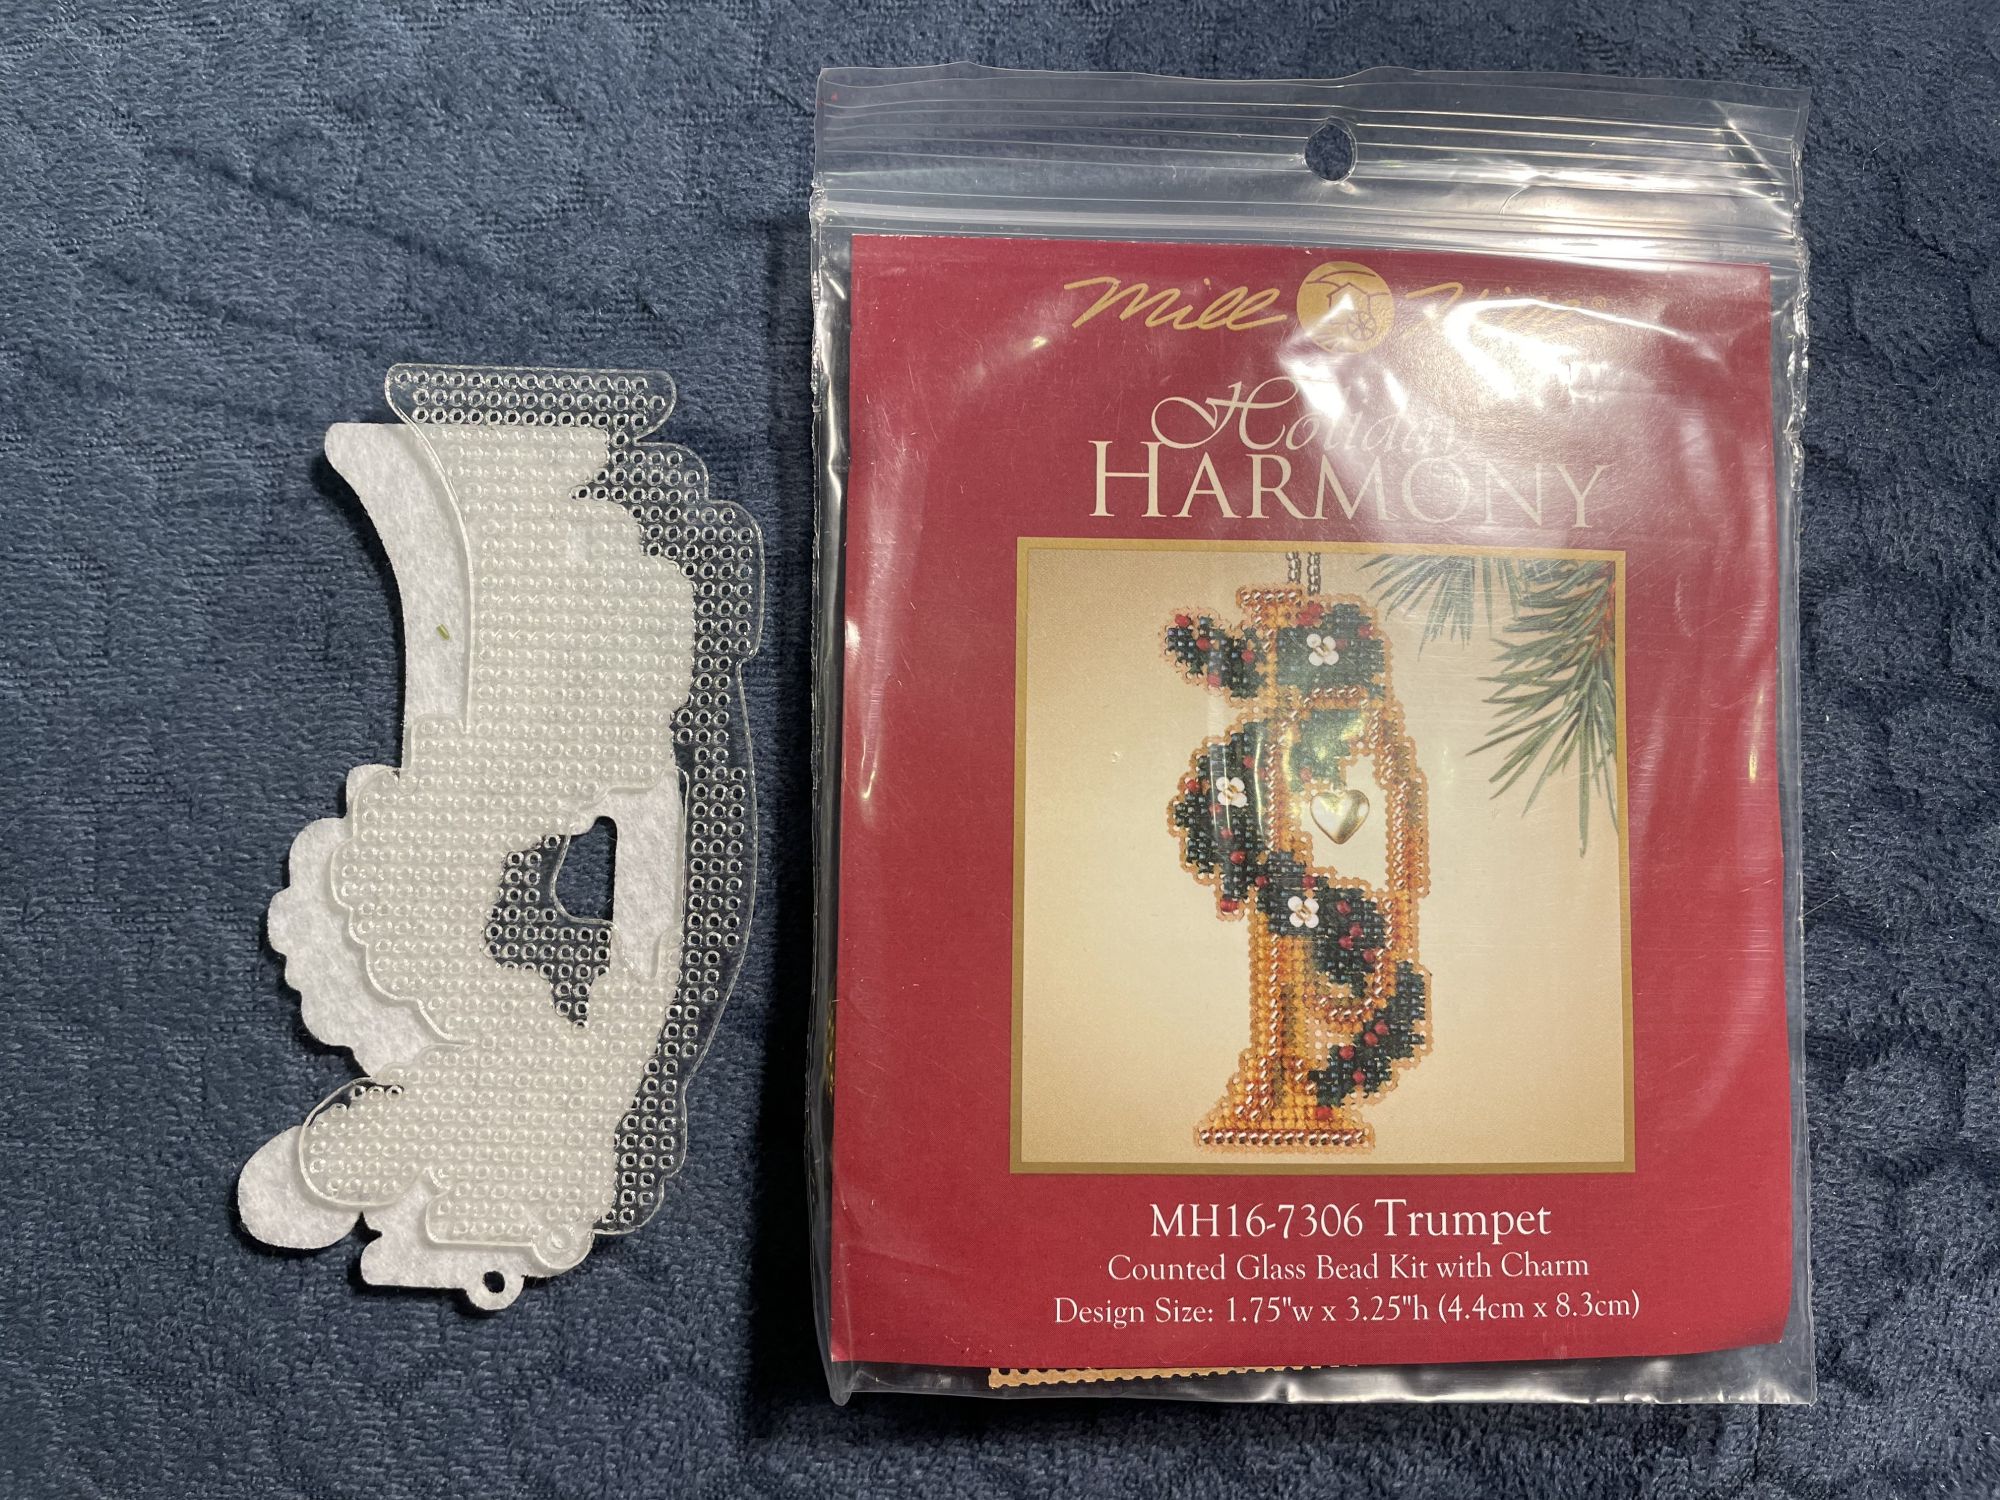 Mill Hill®
Holiday
HARMONY
MH16-7306 Trumpet
Counted Glass Bead Kit with Charm
Design Size: 1.75"w x 3.25"h (4.4cm x 8.3cm)